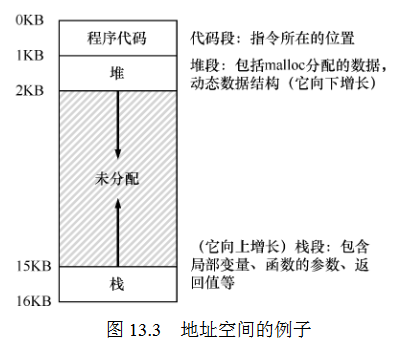 0KB
程序代码
代码段：指令所在的位置
1KB
堆
堆段：包括malloc分配的数据，
动态数据结构（它向下增长）
2KB
未分配
（它向上增长）栈段：包含
局部变量、函数的参数、返
回值等
15KB
栈
16KB
图 13.3 地址空间的例子